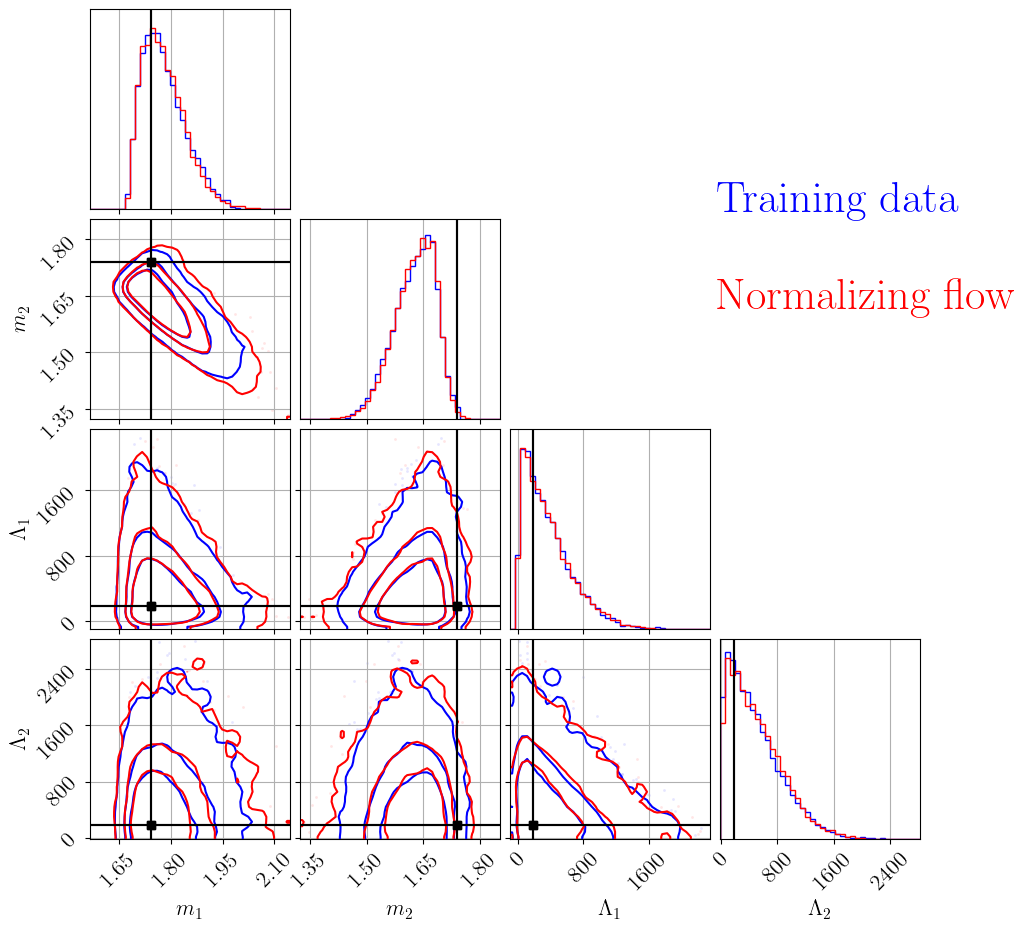 Training data
Normalizing flow
m₂
1.80
1.65
1.50
1.35
Λ₁
1600
800
0
Λ₂
2400
1600
800
0
1.65 1.80 1.95 2.10
1.35 1.50 1.65 1.80
0 800 1600
0 800 1600 2400
m₁ m₂ Λ₁ Λ₂